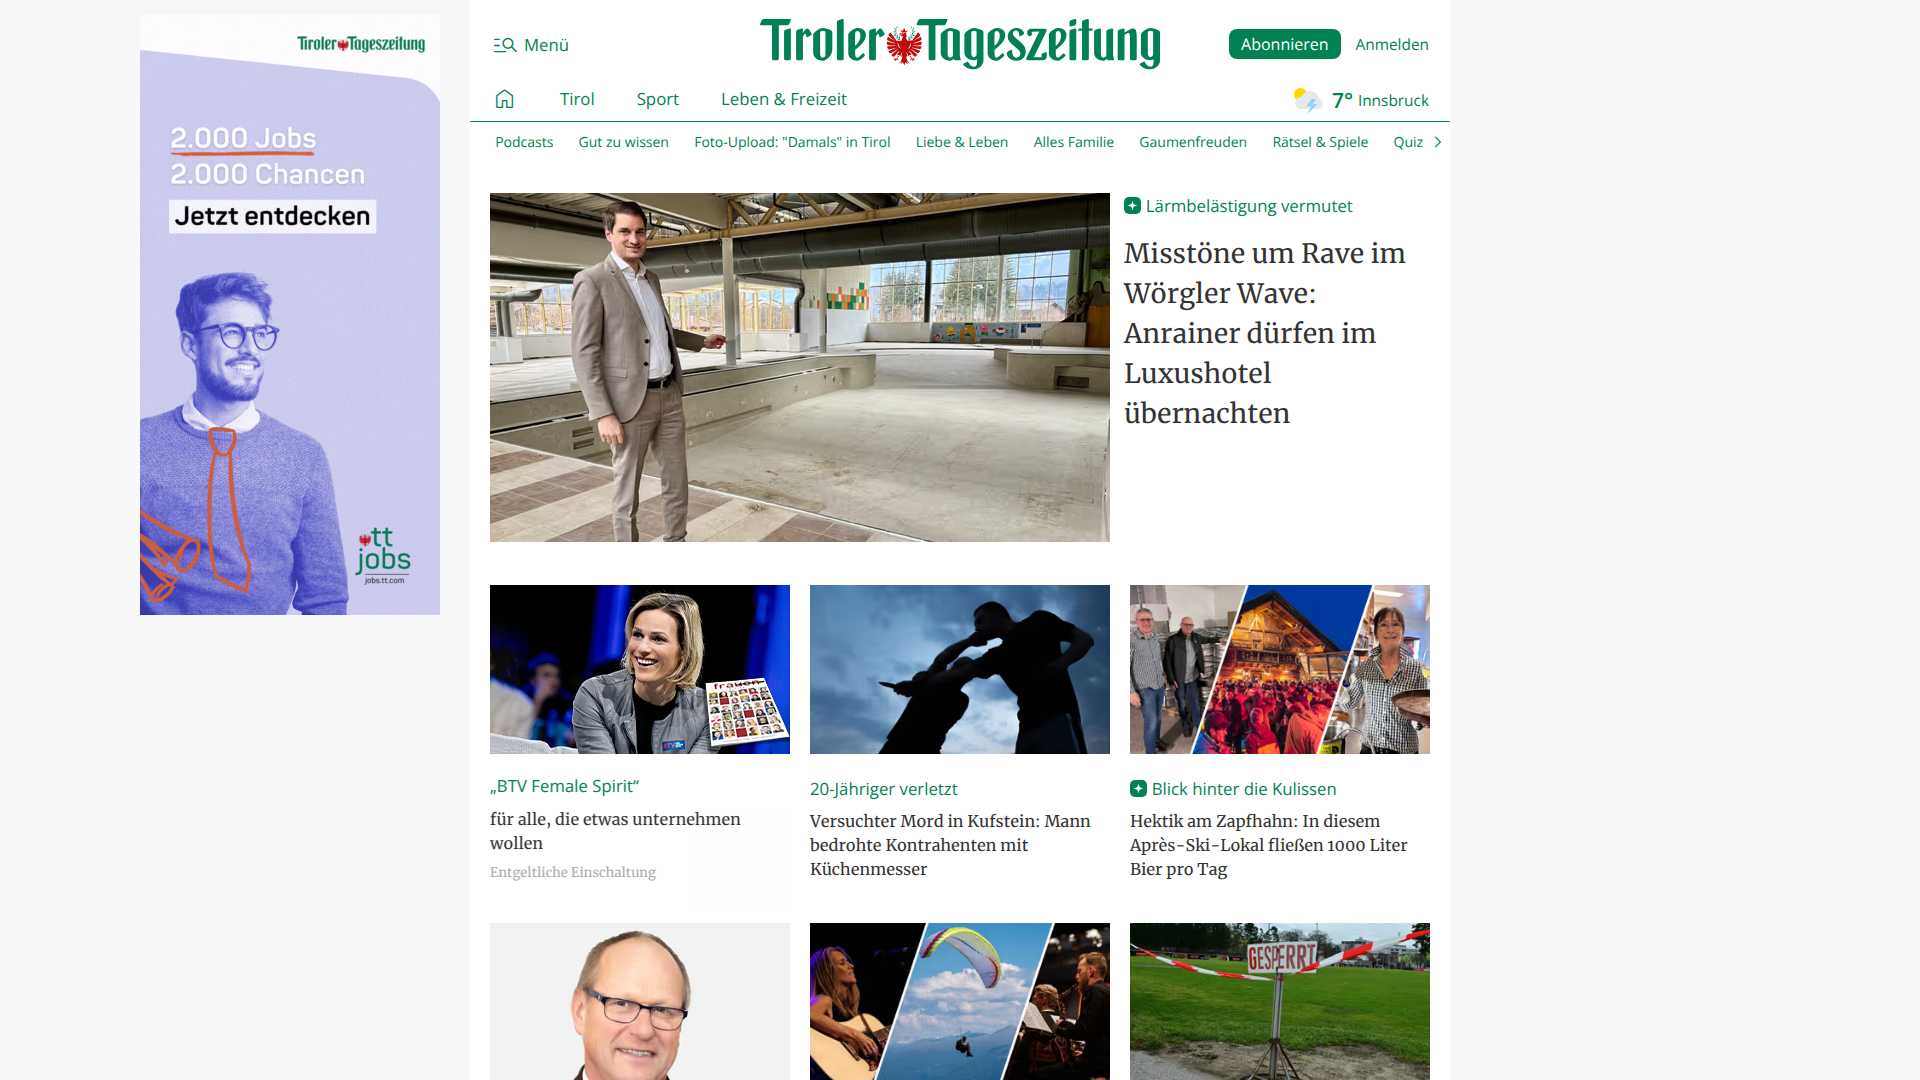 Tiroler Tageszeitung
2.000 Jobs
2.000 Chancen
Jetzt entdecken
tt
jobs
jobs.tt.com
Menü
Tiroler Tageszeitung
Abonnieren
Anmelden
Tirol
Sport
Leben & Freizeit
7° Innsbruck
Podcasts
Gut zu wissen
Foto-Upload: "Damals" in Tirol
Liebe & Leben
Alles Familie
Gaumenfreuden
Rätsel & Spiele
Quiz
Lärmbelästigung vermutet
Misstöne um Rave im
Wörgler Wave:
Anrainer dürfen im
Luxushotel
übernachten
frauen
„BTV Female Spirit“
für alle, die etwas unternehmen
wollen
Entgeltliche Einschaltung
20-Jähriger verletzt
Versuchter Mord in Kufstein: Mann
bedrohte Kontrahenten mit
Küchenmesser
Blick hinter die Kulissen
Hektik am Zapfhahn: In diesem
Après-Ski-Lokal fließen 1000 Liter
Bier pro Tag
GESPERRT